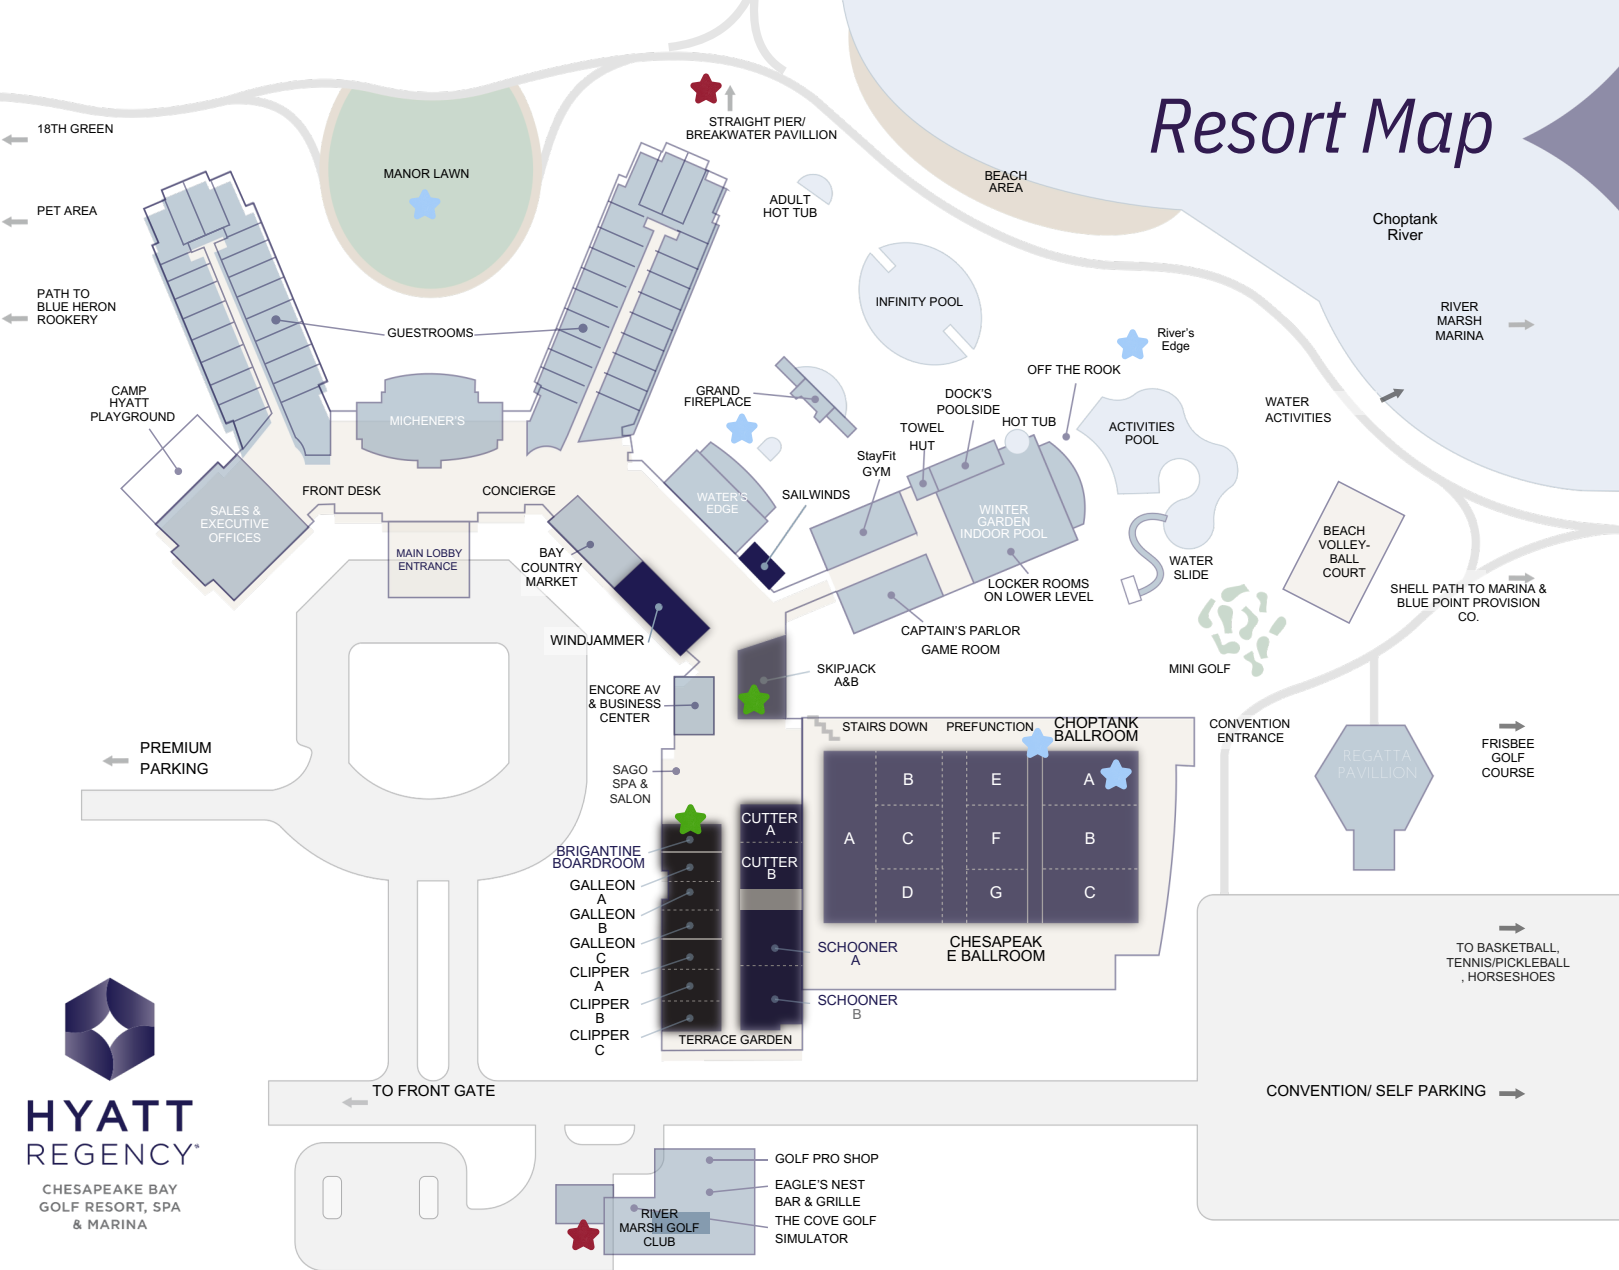 Resort Map
18TH GREEN
PET AREA
PATH TO
BLUE HERON
ROOKERY
MANOR LAWN
STRAIGHT PIER/
BREAKWATER PAVILLION
ADULT
HOT TUB
BEACH
AREA
Choptank
River
RIVER
MARSH
MARINA
INFINITY POOL
River's
Edge
GUESTROOMS
OFF THE ROOK
CAMP
HYATT
PLAYGROUND
MICHENER'S
GRAND
FIREPLACE
DOCK'S
POOLSIDE
TOWEL
HUT
HOT TUB
ACTIVITIES
POOL
WATER
ACTIVITIES
StayFit
GYM
FRONT DESK
CONCIERGE
WATER'S
EDGE
SAILWINDS
SALES &
EXECUTIVE
OFFICES
WINTER
GARDEN
INDOOR POOL
BEACH
VOLLEY-
BALL
COURT
MAIN LOBBY
ENTRANCE
BAY
COUNTRY
MARKET
WATER
SLIDE
LOCKER ROOMS
ON LOWER LEVEL
SHELL PATH TO MARINA &
BLUE POINT PROVISION
CO.
WINDJAMMER
CAPTAIN'S PARLOR
GAME ROOM
MINI GOLF
SKIPJACK
A&B
ENCORE AV
& BUSINESS
CENTER
STAIRS DOWN
PREFUNCTION
CHOPTANK
BALLROOM
CONVENTION
ENTRANCE
PREMIUM
PARKING
REGATTA
PAVILLION
FRISBEE
GOLF
COURSE
SAGO
SPA &
SALON
B
E
A
A
C
F
B
D
G
C
CUTTER
A
CUTTER
B
BRIGANTINE
BOARDROOM
GALLEON
A
GALLEON
B
GALLEON
C
CLIPPER
A
CLIPPER
B
CLIPPER
C
SCHOONER
A
SCHOONER
B
CHESAPEAK
E BALLROOM
TO BASKETBALL,
TENNIS/PICKLEBALL
, HORSESHOES
TERRACE GARDEN
TO FRONT GATE
CONVENTION/ SELF PARKING
HYATT
REGENCY
CHESAPEAKE BAY
GOLF RESORT, SPA
& MARINA
GOLF PRO SHOP
EAGLE'S NEST
BAR & GRILLE
THE COVE GOLF
SIMULATOR
RIVER
MARSH GOLF
CLUB